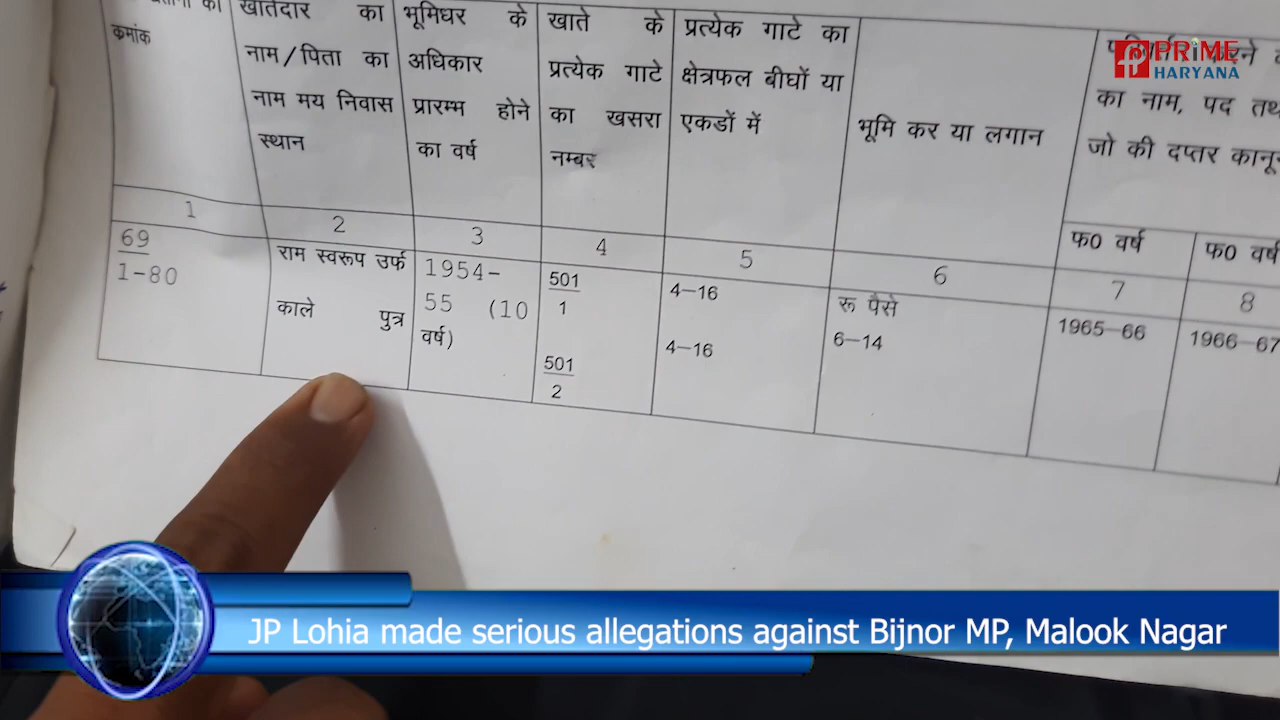 खातेदार का
नाम/पिता का
नाम मय निवास
स्थान
क्रमांक
भूमिधर के
अधिकार
प्रारम्भ होने
का वर्ष
खाते के
प्रत्येक गाटे
का खसरा
नम्बर
प्रत्येक गाटे का
क्षेत्रफल बीघों या
एकडों में
भूमि कर या लगान
का नाम, पद
जो की दप्तर
फ0 वर्ष
फ0 वर्ष
1
2
3
4
5
6
7
8
69
1-80
राम स्वरूप उर्फ
काले पुत्र
1954-
55 (10
वर्ष)
501
1
501
2
4-16
4-16
रू पैसे
6-14
1965-66
1966-67
PRIME
HARYANA
JP Lohia made serious allegations against Bijnor MP, Malook Nagar